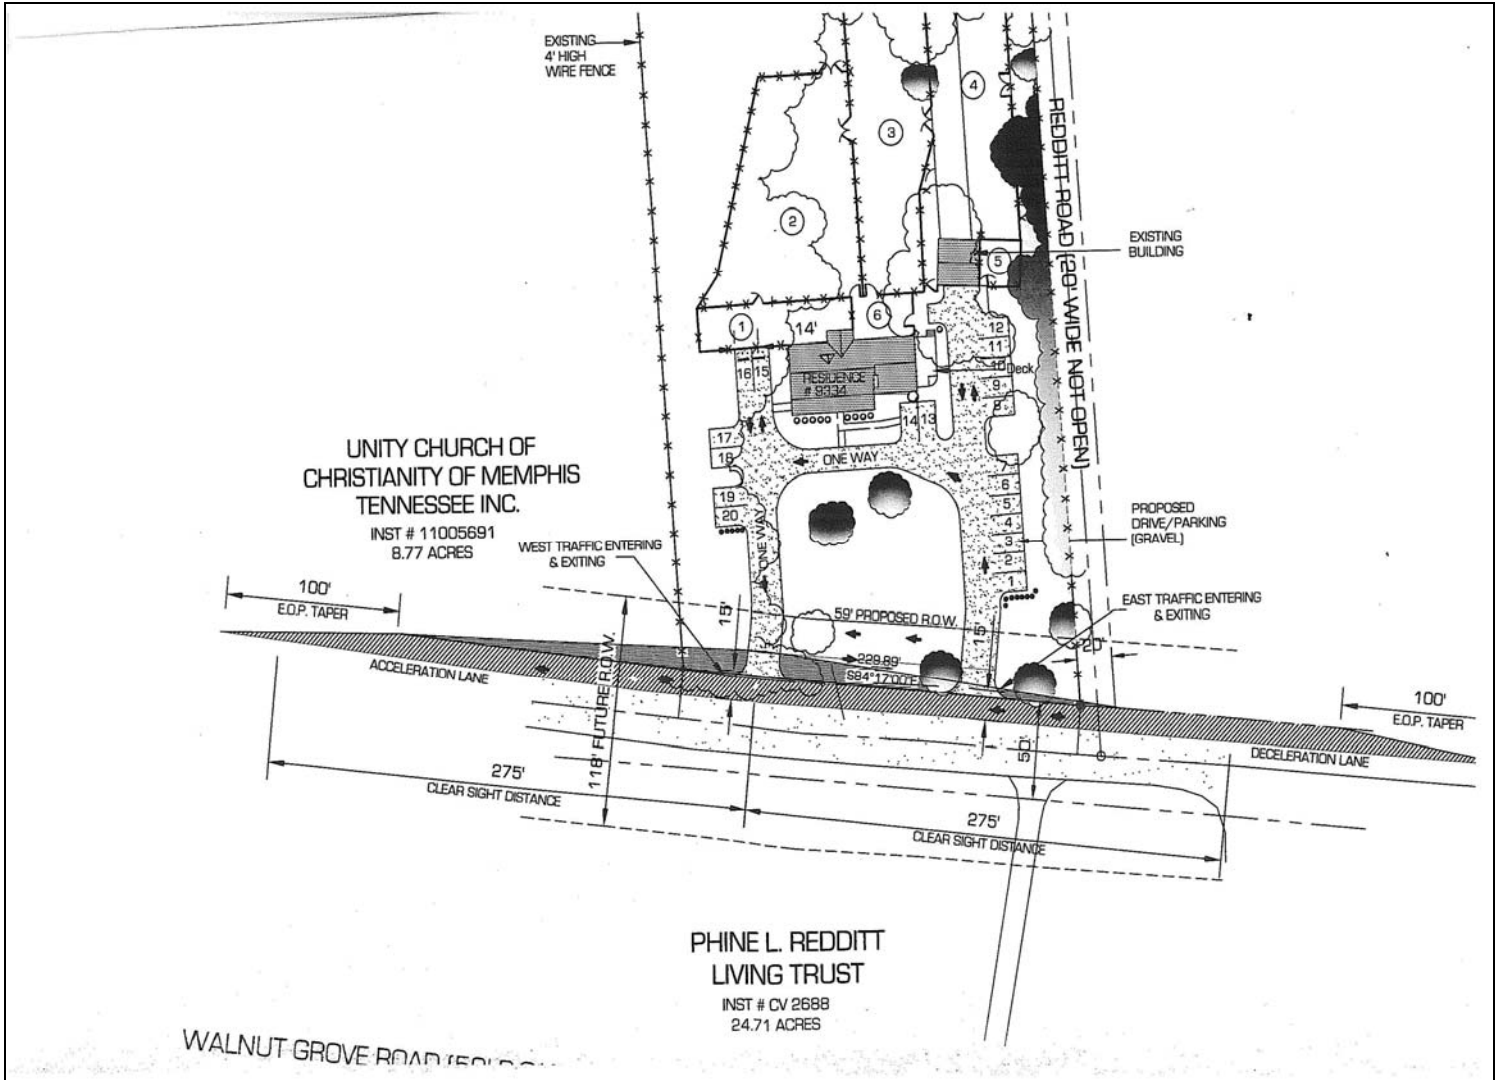 EXISTING
4' HIGH
WIRE FENCE
4
3
2
REDDITT ROAD (20' WIDE NOT OPEN)
EXISTING
BUILDING
5
6
1
14'
12
11
10
Deck
9
8
16
15
RESIDENCE
# 9334
14
13
17
18
ONE WAY
7
6
5
4
3
2
1
19
20
ONE WAY
UNITY CHURCH OF
CHRISTIANITY OF MEMPHIS
TENNESSEE INC.
INST # 11005691
8.77 ACRES
PROPOSED
DRIVE/PARKING
(GRAVEL)
WEST TRAFFIC ENTERING
& EXITING
EAST TRAFFIC ENTERING
& EXITING
100'
E.O.P. TAPER
15'
59' PROPOSED R.O.W.
15'
20'
229.89'
S84°17'00"E
ACCELERATION LANE
118' FUTURE R.O.W.
100'
E.O.P. TAPER
50'
DECELERATION LANE
275'
CLEAR SIGHT DISTANCE
275'
CLEAR SIGHT DISTANCE
PHINE L. REDDITT
LIVING TRUST
INST # CV 2688
24.71 ACRES
WALNUT GROVE ROAD